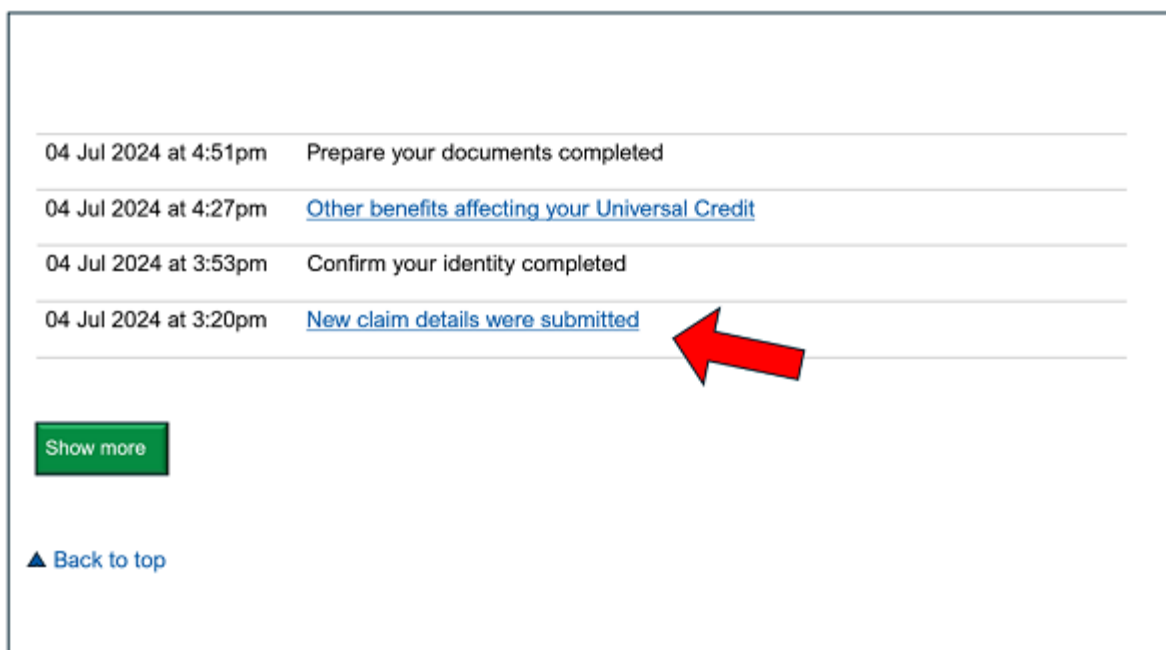 04 Jul 2024 at 4:51pm Prepare your documents completed
04 Jul 2024 at 4:27pm Other benefits affecting your Universal Credit
04 Jul 2024 at 3:53pm Confirm your identity completed
04 Jul 2024 at 3:20pm New claim details were submitted
Show more
Back to top